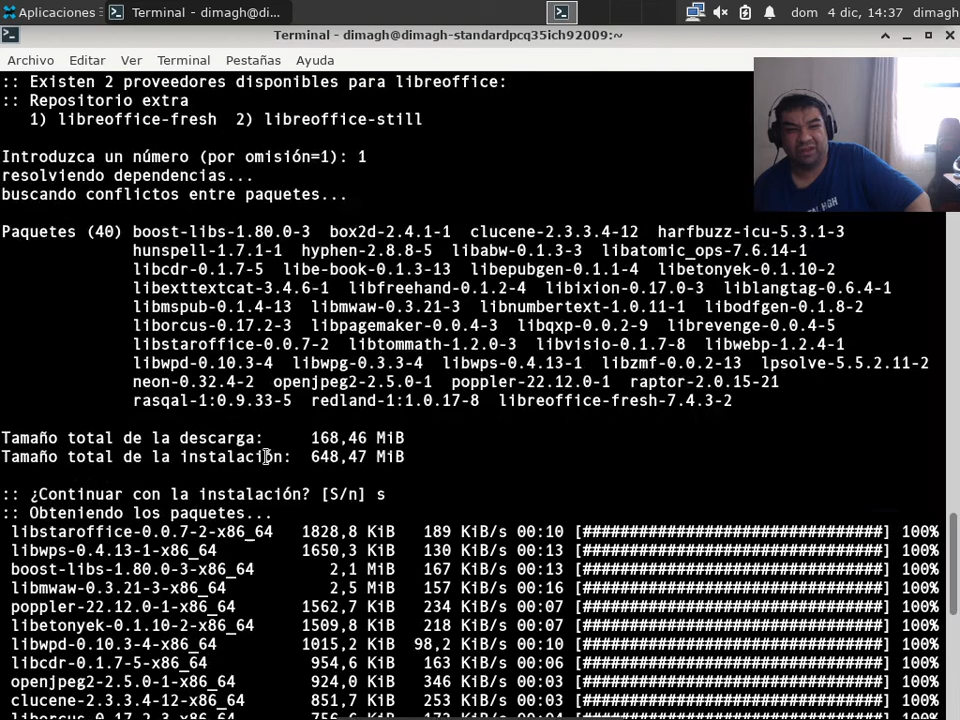 Aplicaciones
Terminal - dimagh@di...
dom 4 dic, 14:37 dimagh
Terminal - dimagh@dimagh-standardpcq35ich92009:~
Archivo Editar Ver Terminal Pestañas Ayuda
:: Existen 2 proveedores disponibles para libreoffice:
:: Repositorio extra
1) libreoffice-fresh 2) libreoffice-still
Introduzca un número (por omisión=1): 1
resolviendo dependencias...
buscando conflictos entre paquetes...
Paquetes (40) boost-libs-1.80.0-3 box2d-2.4.1-1 clucene-2.3.3.4-12 harfbuzz-icu-5.3.1-3
hunspell-1.7.1-1 hyphen-2.8.8-5 libabw-0.1.3-3 libatomic_ops-7.6.14-1
libcdr-0.1.7-5 libe-book-0.1.3-13 libepubgen-0.1.1-4 libetonyek-0.1.10-2
libexttextcat-3.4.6-1 libfreehand-0.1.2-4 libixion-0.17.0-3 liblangtag-0.6.4-1
libmspub-0.1.4-13 libmwaw-0.3.21-3 libnumbertext-1.0.11-1 libodfgen-0.1.8-2
liborcus-0.17.2-3 libpagemaker-0.0.4-3 libqxp-0.0.2-9 librevenge-0.0.4-5
libstaroffice-0.0.7-2 libtommath-1.2.0-3 libvisio-0.1.7-8 libwebp-1.2.4-1
libwpd-0.10.3-4 libwpg-0.3.3-4 libwps-0.4.13-1 libzmf-0.0.2-13 lpsolve-5.5.2.11-2
neon-0.32.4-2 openjpeg2-2.5.0-1 poppler-22.12.0-1 raptor-2.0.15-21
rasqal-1:0.9.33-5 redland-1:1.0.17-8 libreoffice-fresh-7.4.3-2
Tamaño total de la descarga: 168,46 MiB
Tamaño total de la instalación: 648,47 MiB
:: ¿Continuar con la instalación? [S/n] s
:: Obteniendo los paquetes...
libstaroffice-0.0.7-2-x86_64 1828,8 KiB 189 KiB/s 00:10 [################################] 100%
libwps-0.4.13-1-x86_64 1650,3 KiB 130 KiB/s 00:13 [################################] 100%
boost-libs-1.80.0-3-x86_64 2,1 MiB 167 KiB/s 00:13 [################################] 100%
libmwaw-0.3.21-3-x86_64 2,5 MiB 157 KiB/s 00:16 [################################] 100%
poppler-22.12.0-1-x86_64 1562,7 KiB 234 KiB/s 00:07 [################################] 100%
libetonyek-0.1.10-2-x86_64 1509,8 KiB 218 KiB/s 00:07 [################################] 100%
libwpd-0.10.3-4-x86_64 1015,2 KiB 98,2 KiB/s 00:10 [################################] 100%
libcdr-0.1.7-5-x86_64 954,6 KiB 163 KiB/s 00:06 [################################] 100%
openjpeg2-2.5.0-1-x86_64 924,0 KiB 346 KiB/s 00:03 [################################] 100%
clucene-2.3.3.4-12-x86_64 851,7 KiB 253 KiB/s 00:03 [################################] 100%